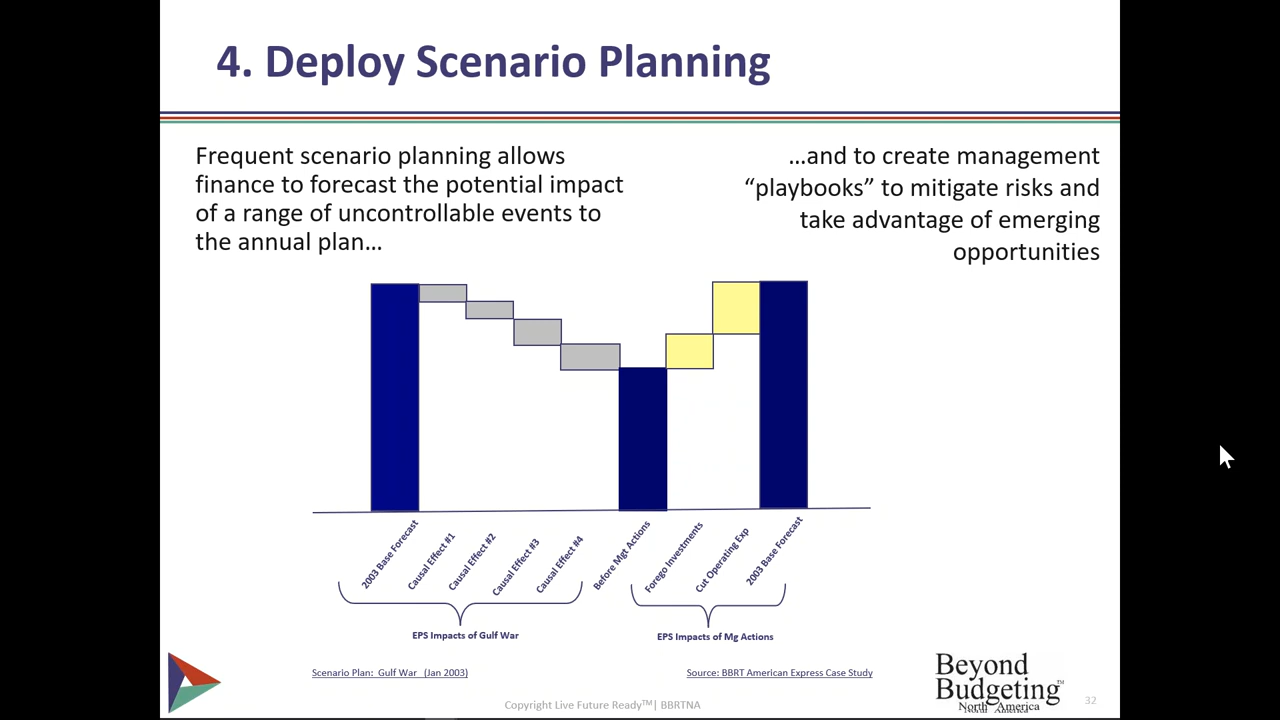 4. Deploy Scenario Planning
Frequent scenario planning allows
finance to forecast the potential impact
of a range of uncontrollable events to
the annual plan…
…and to create management
“playbooks” to mitigate risks and
take advantage of emerging
opportunities
2003 Base Forecast
Causal Effect #1
Causal Effect #2
Causal Effect #3
Causal Effect #4
Before Mgt Actions
Forego Investments
Cut Operating Exp
2003 Base Forecast
EPS Impacts of Gulf War
EPS Impacts of Mg Actions
Scenario Plan: Gulf War (Jan 2003)
Source: BBRT American Express Case Study
Beyond
Budgeting™
North America
Copyright Live Future Ready™| BBRTNA
32